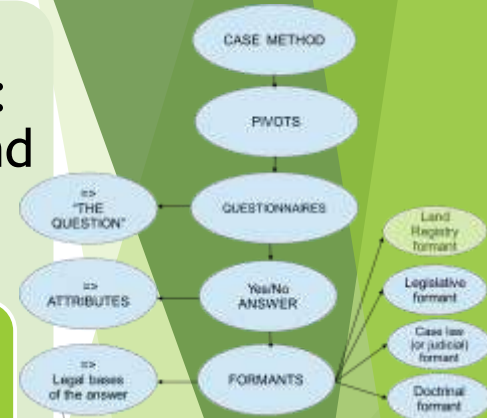 :
nd
CASE METHOD
PIVOTS
=>
"THE
QUESTION"
QUESTIONNAIRES
=>
ATTRIBUTES
Yes/No
ANSWER
=>
Legal bases
of the answer
FORMANTS
Land
Registry
formant
Legislative
formant
Case law
(or judicial)
formant
Doctrinal
formant